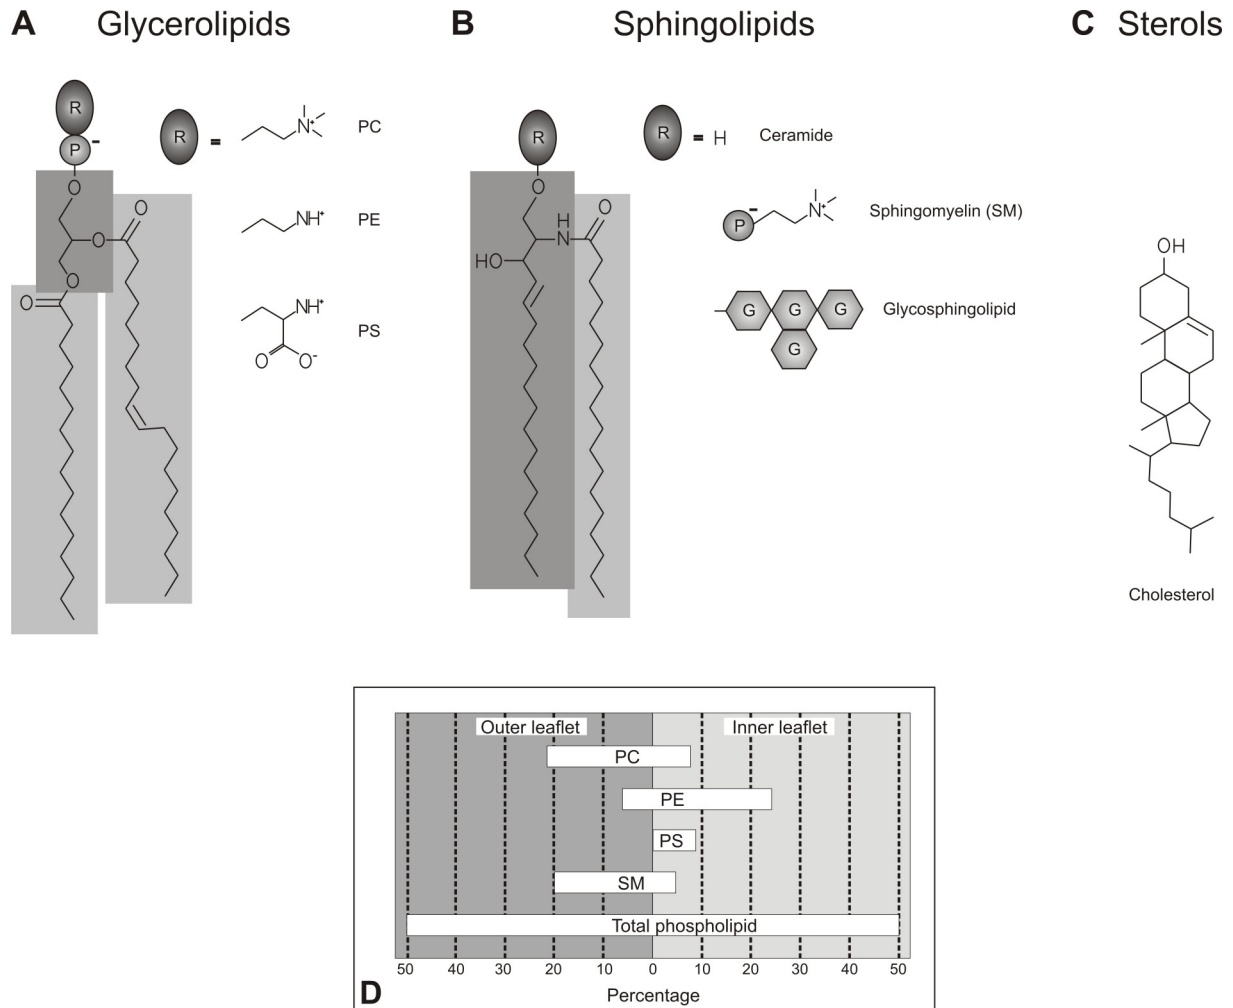 A Glycerolipids
R
P -
R =
N+
PC
NH+
PE
NH+
O O-
PS
O
O
O
O
O
B Sphingolipids
R
R = H Ceramide
P - N+
Sphingomyelin (SM)
G G G
G
Glycosphingolipid
O
H
N
O
HO
C Sterols
OH
Cholesterol
Outer leaflet Inner leaflet
PC
PE
PS
SM
Total phospholipid
50 40 30 20 10 0 10 20 30 40 50
Percentage
D